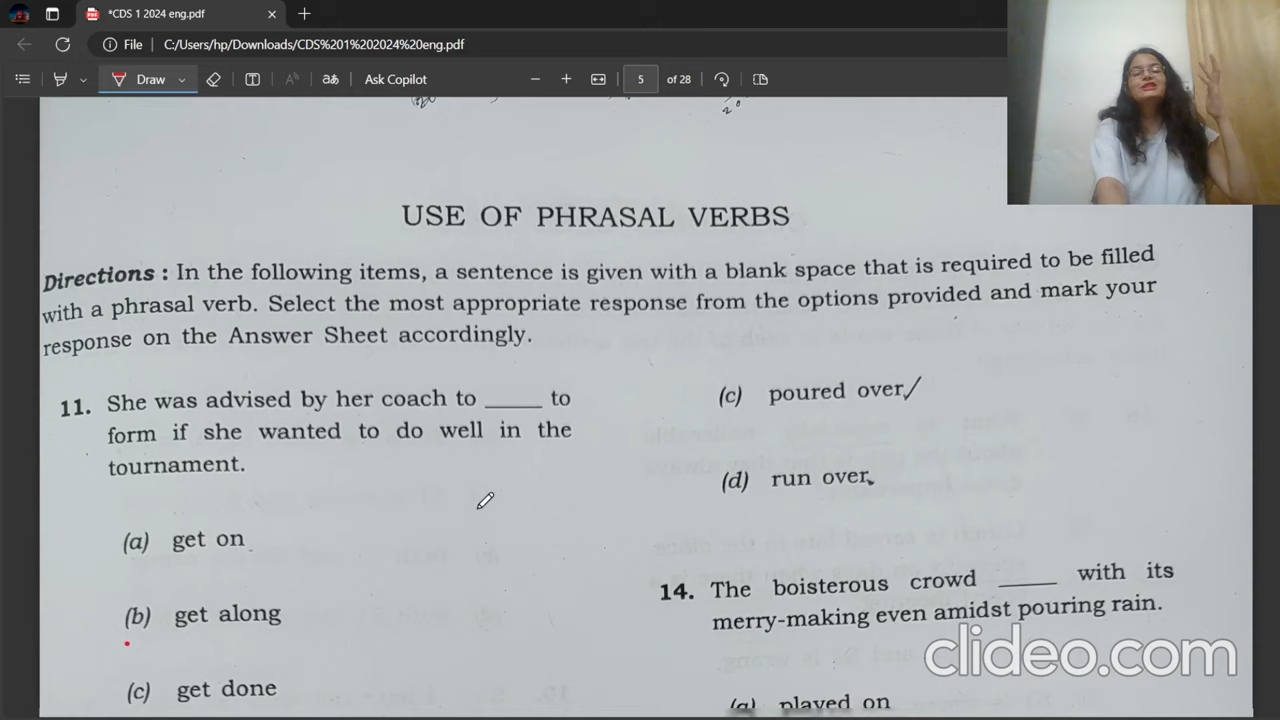 *CDS 1 2024 eng.pdf
File C:/Users/hp/Downloads/CDS%201%202024%20eng.pdf
Draw Ask Copilot 5 of 28
USE OF PHRASAL VERBS
Directions : In the following items, a sentence is given with a blank space that is required to be filled
with a phrasal verb. Select the most appropriate response from the options provided and mark your
response on the Answer Sheet accordingly.
11. She was advised by her coach to _____ to
form if she wanted to do well in the
tournament.
(a) get on
(b) get along
(c) get done
(c) poured over
(d) run over
14. The boisterous crowd _____ with its
merry-making even amidst pouring rain.
(a) played on
clideo.com